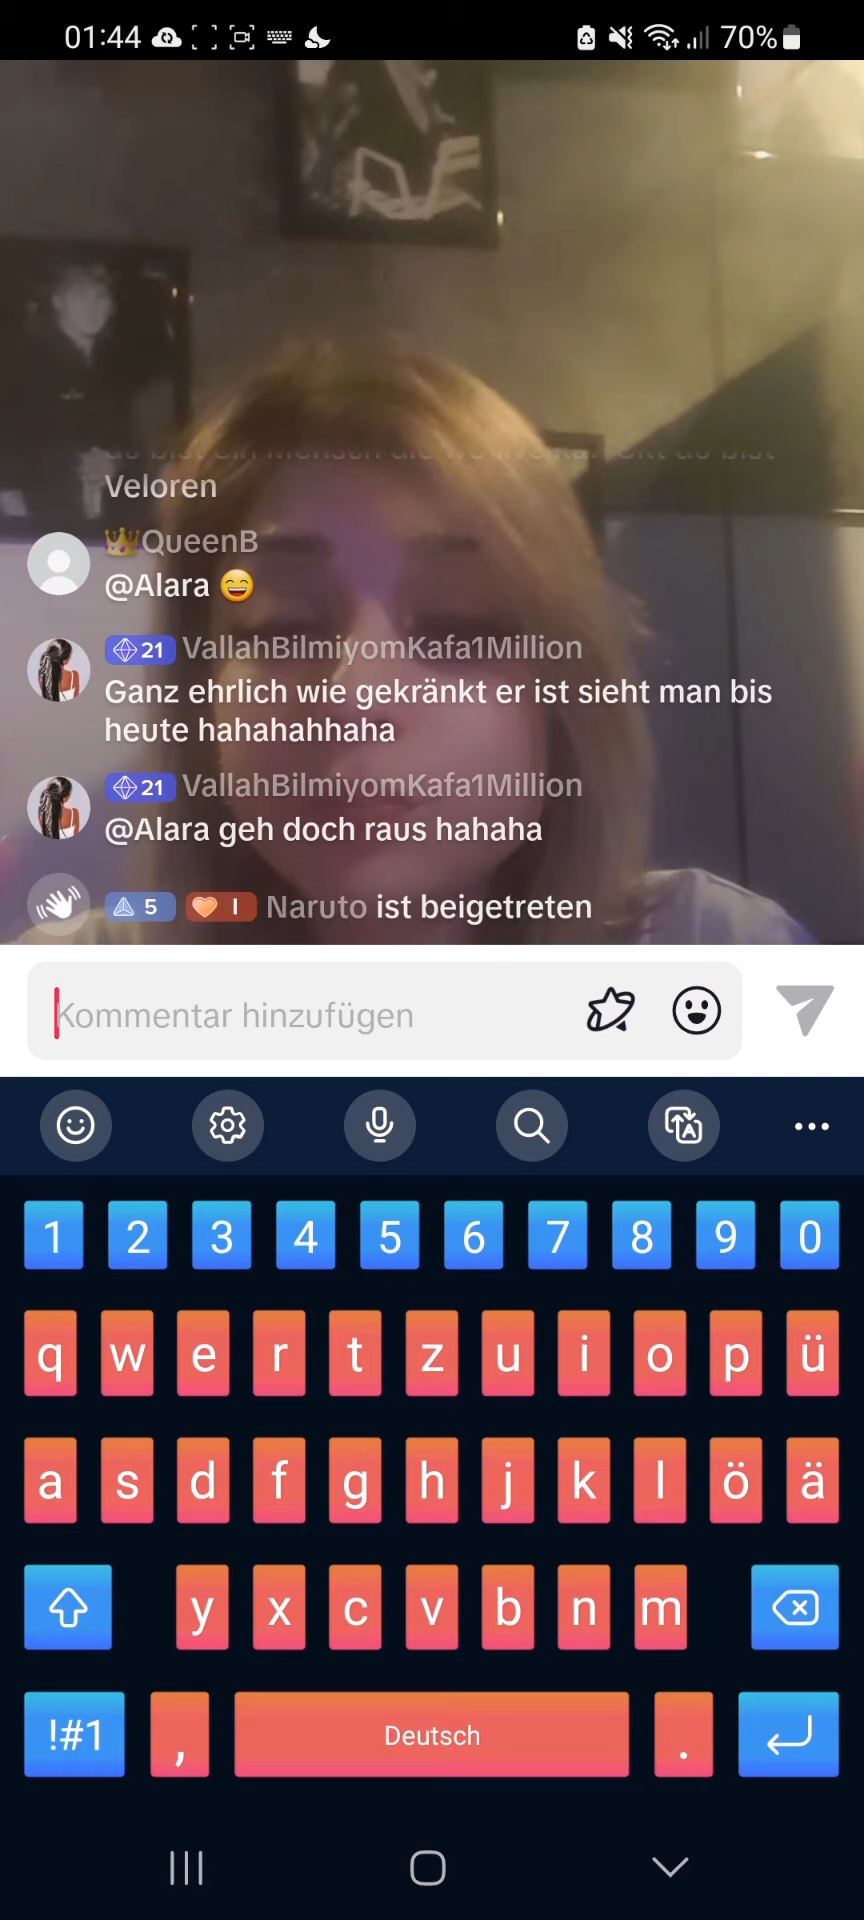 01:44 70%
Veloren
👑QueenB
@Alara 😄
21 VallahBilmiyomKafa1Million
Ganz ehrlich wie gekränkt er ist sieht man bis
heute hahahahhaha
21 VallahBilmiyomKafa1Million
@Alara geh doch raus hahaha
5 I Naruto ist beigetreten
Kommentar hinzufügen
1 2 3 4 5 6 7 8 9 0
q w e r t z u i o p ü
a s d f g h j k l ö ä
y x c v b n m
!#1 , Deutsch .